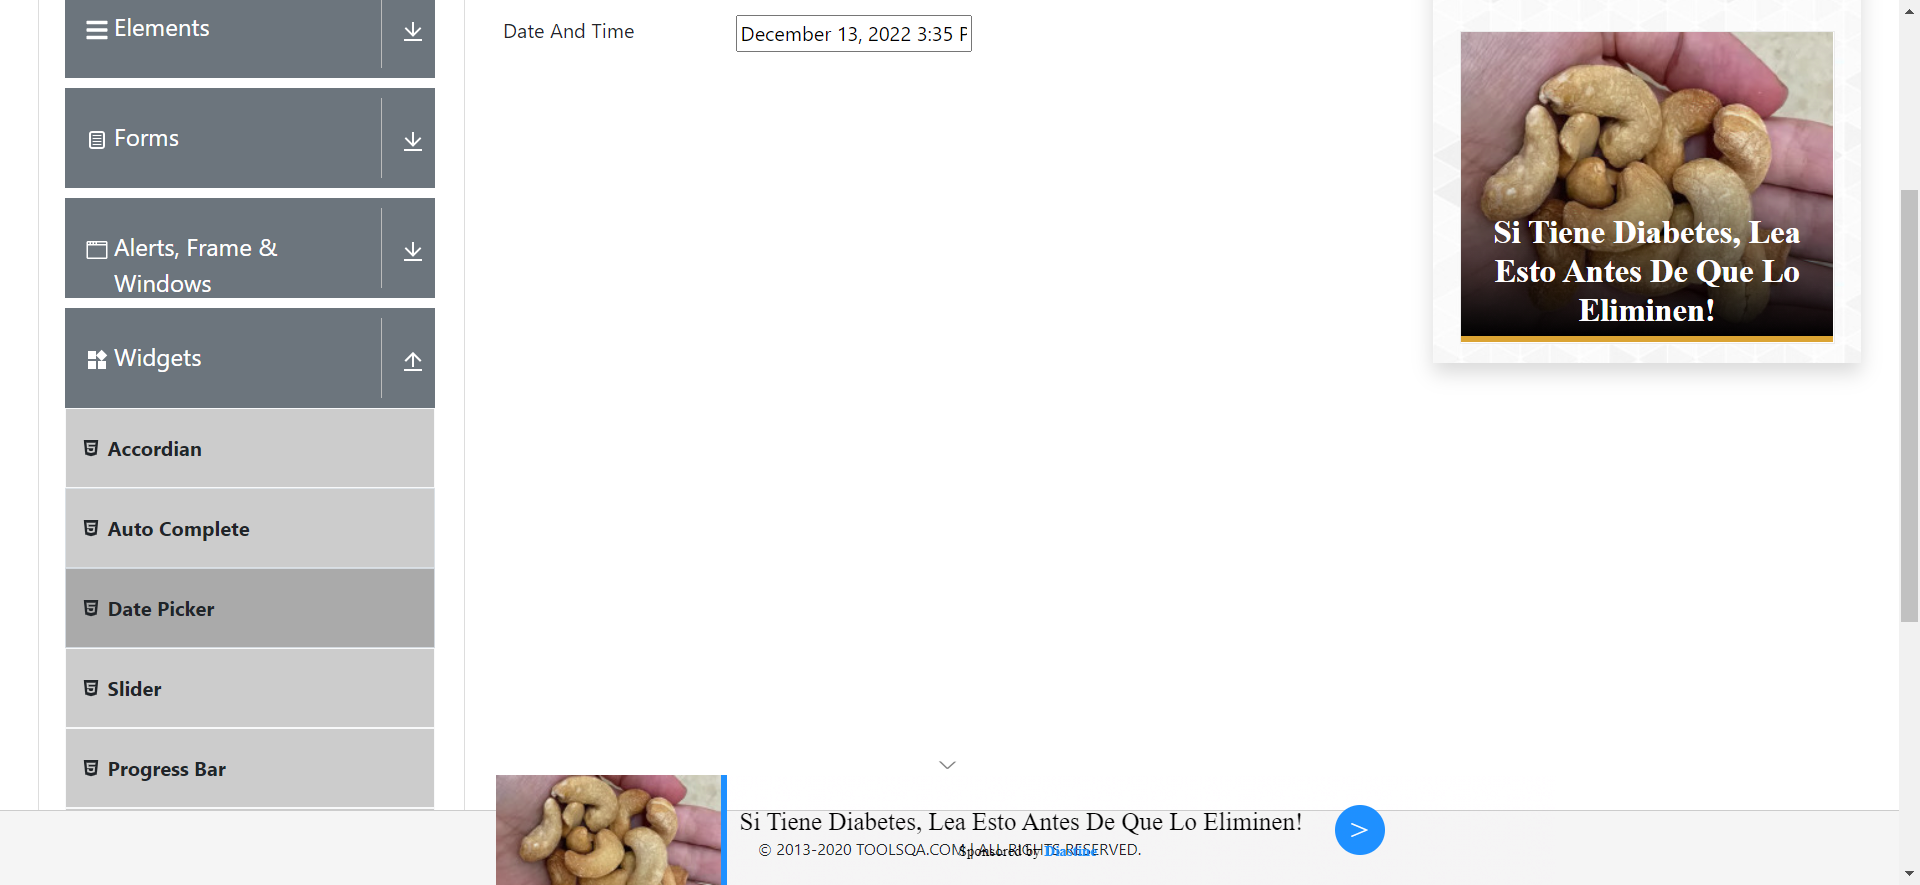 Elements
Date And Time
December 13, 2022 3:35 P
Forms
Alerts, Frame &
Windows
Si Tiene Diabetes, Lea
Esto Antes De Que Lo
Eliminen!
Widgets
Accordian
Auto Complete
Date Picker
Slider
Progress Bar
Si Tiene Diabetes, Lea Esto Antes De Que Lo Eliminen!
>
© 2013-2020 TOOLSQA.COM | ALL RIGHTS RESERVED.
Sponsored by